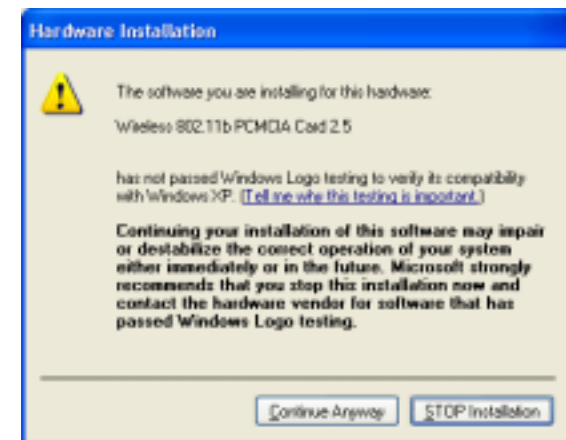 Hardware Installation
The software you are installing for this hardware:
Wireless 802.11b PCMCIA Card 2.5
has not passed Windows Logo testing to verify its compatibility
with Windows XP. (Tell me why this testing is important.)
Continuing your installation of this software may impair
or destabilize the correct operation of your system
either immediately or in the future. Microsoft strongly
recommends that you stop this installation now and
contact the hardware vendor for software that has
passed Windows Logo testing.
Continue Anyway
STOP Installation